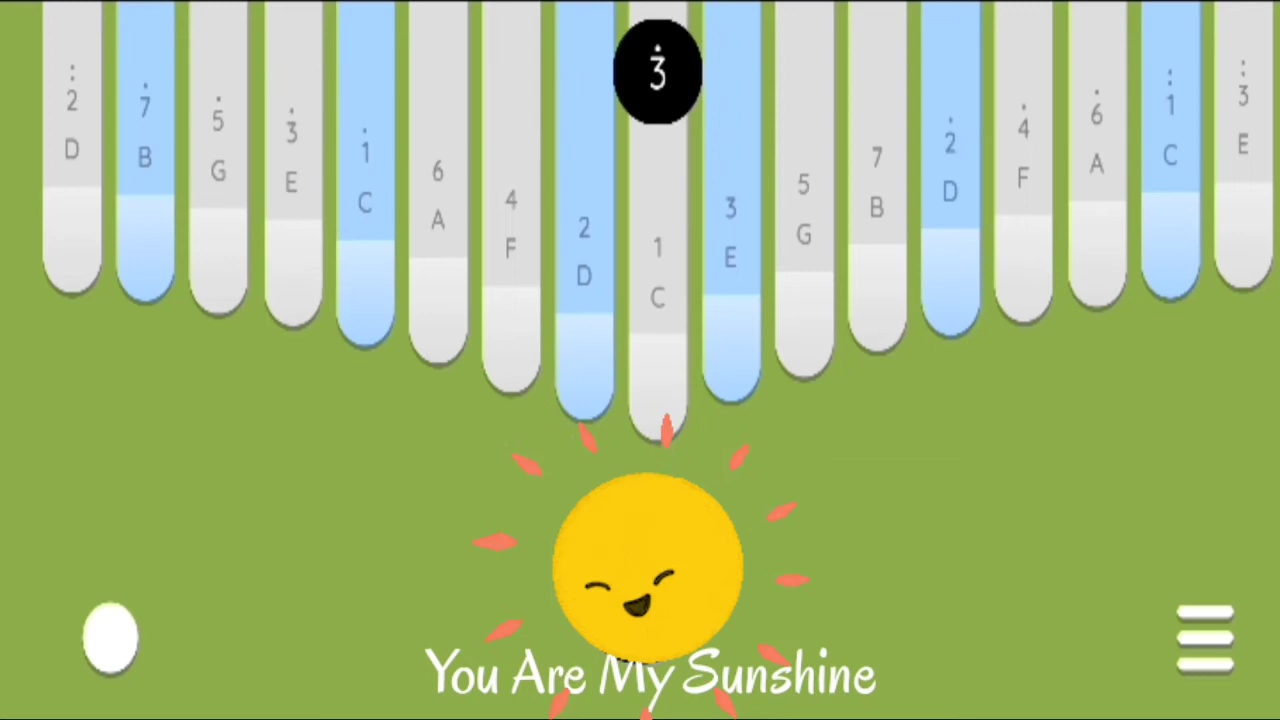 3̇
2̈ 7̇ 5̇ 3̇ 1̇ 6 4 2 1 3 5 7 2̇ 4̇ 6̇ 1̈ 3̈
D B G E C A F D C E G B D F A C E
You Are My Sunshine